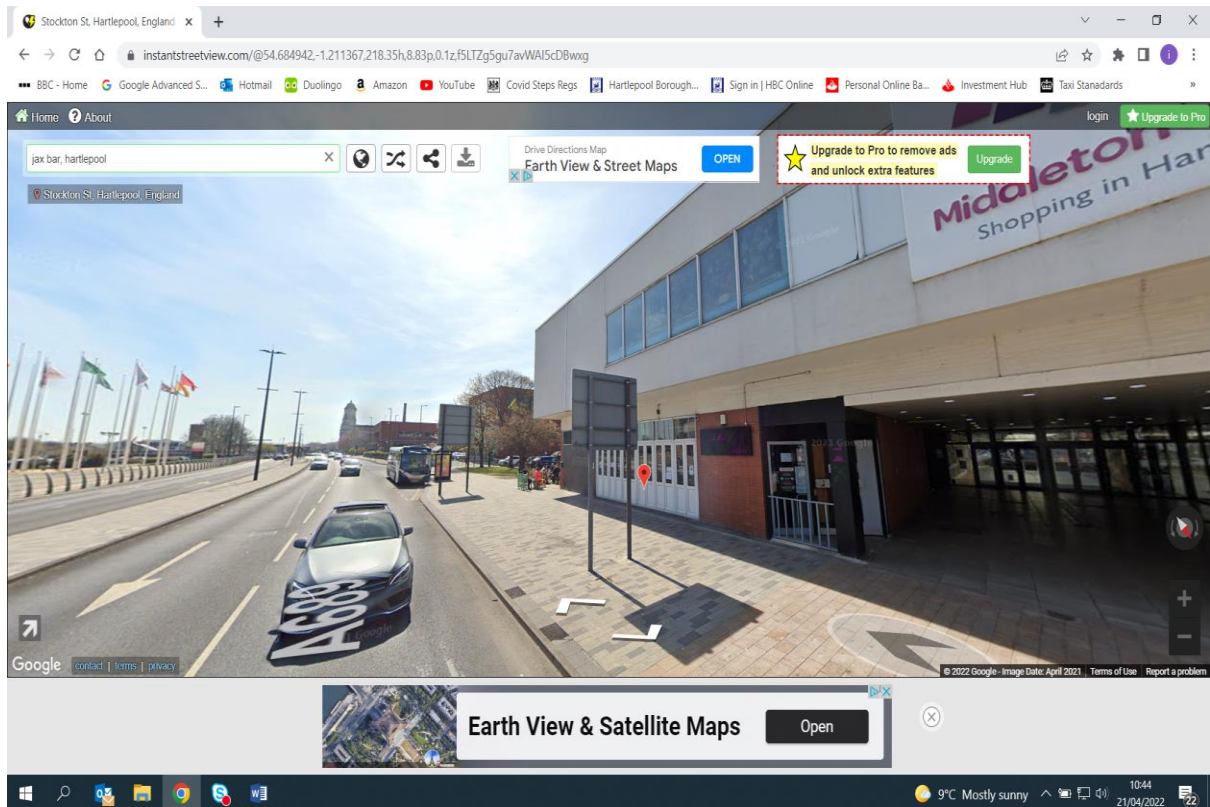 Stockton St, Hartlepool, England
instantstreetview.com/@54.684942,-1.211367,218.35h,8.83p,0.1z,f5LTZg5gu7avWAI5cDBwxg
BBC - Home
Google Advanced S...
Hotmail
Duolingo
Amazon
YouTube
Covid Steps Regs
Hartlepool Borough...
Sign in | HBC Online
Personal Online Ba...
Investment Hub
Taxi Stanadards
»
Home
About
login
Upgrade to Pro
jax bar, hartlepool
Drive Directions Map
Earth View & Street Maps
OPEN
Upgrade to Pro to remove ads
and unlock extra features
Upgrade
Stockton St, Hartlepool, England
Middleton
Shopping in Har
A689
Google
contact | terms | privacy
© 2022 Google - Image Date: April 2021
Terms of Use
Report a problem
Earth View & Satellite Maps
Open
9°C Mostly sunny
10:44
21/04/2022
22